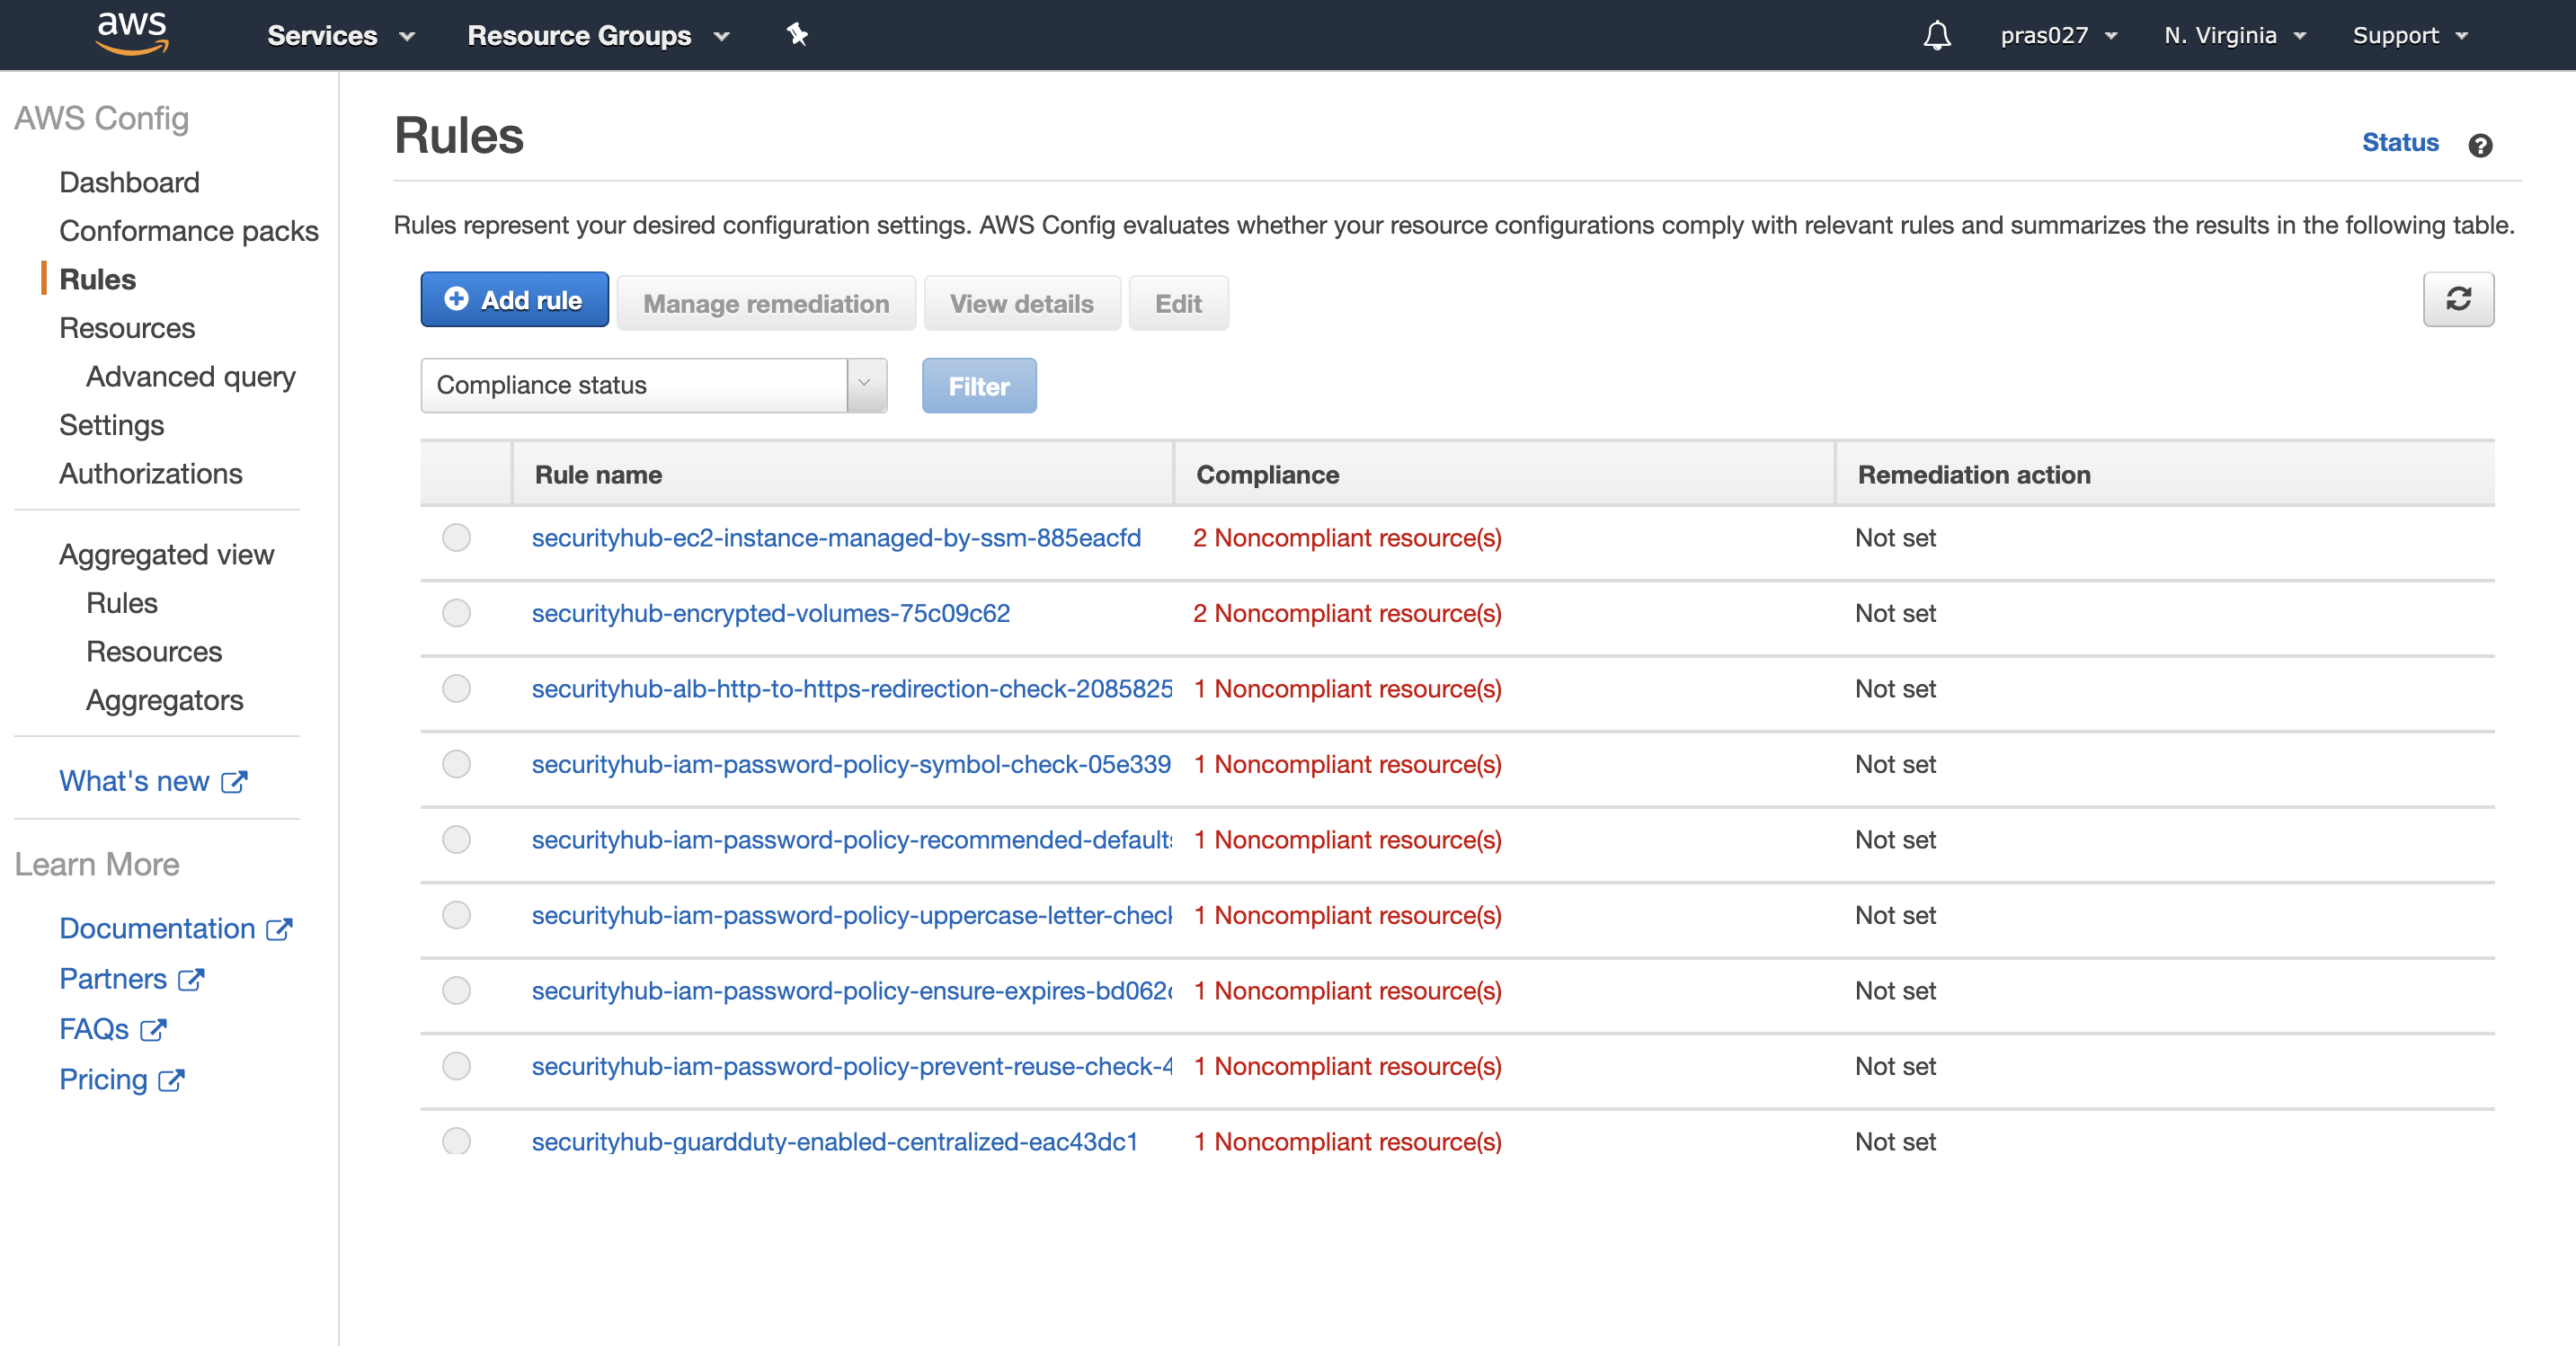 aws
Services
Resource Groups
pras027
N. Virginia
Support
AWS Config
Dashboard
Conformance packs
Rules
Resources
Advanced query
Settings
Authorizations
Aggregated view
Rules
Resources
Aggregators
What's new
Learn More
Documentation
Partners
FAQs
Pricing
Rules
Status
Rules represent your desired configuration settings. AWS Config evaluates whether your resource configurations comply with relevant rules and summarizes the results in the following table.
Add rule Manage remediation View details Edit
Compliance status Filter
Rule name Compliance Remediation action
securityhub-ec2-instance-managed-by-ssm-885eacfd 2 Noncompliant resource(s) Not set
securityhub-encrypted-volumes-75c09c62 2 Noncompliant resource(s) Not set
securityhub-alb-http-to-https-redirection-check-2085825 1 Noncompliant resource(s) Not set
securityhub-iam-password-policy-symbol-check-05e339 1 Noncompliant resource(s) Not set
securityhub-iam-password-policy-recommended-defaults 1 Noncompliant resource(s) Not set
securityhub-iam-password-policy-uppercase-letter-check 1 Noncompliant resource(s) Not set
securityhub-iam-password-policy-ensure-expires-bd062c 1 Noncompliant resource(s) Not set
securityhub-iam-password-policy-prevent-reuse-check-4 1 Noncompliant resource(s) Not set
securityhub-guardduty-enabled-centralized-eac43dc1 1 Noncompliant resource(s) Not set